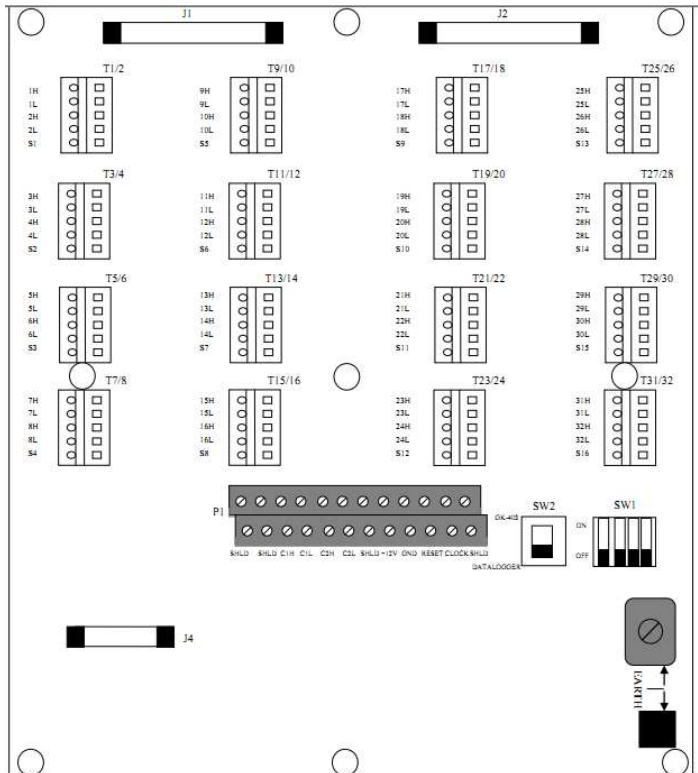 J1 J2
T1/2 T9/10 T17/18 T25/26
1H 9H 17H 25H
1L 9L 17L 25L
2H 10H 18H 26H
2L 10L 18L 26L
S1 S5 S9 S13
T3/4 T11/12 T19/20 T27/28
3H 11H 19H 27H
3L 11L 19L 27L
4H 12H 20H 28H
4L 12L 20L 28L
S2 S6 S10 S14
T5/6 T13/14 T21/22 T29/30
5H 13H 21H 29H
5L 13L 21L 29L
6H 14H 22H 30H
6L 14L 22L 30L
S3 S7 S11 S15
T7/8 T15/16 T23/24 T31/32
7H 15H 23H 31H
7L 15L 23L 31L
8H 16H 24H 32H
8L 16L 24L 32L
S4 S8 S12 S16
SW2 SW1
P1 ON
SHLD SHLD C1H C1L C2H C2L SHLD GND RESET CLOCK SHLD OFF
DATALOGGER
J4
EARTH